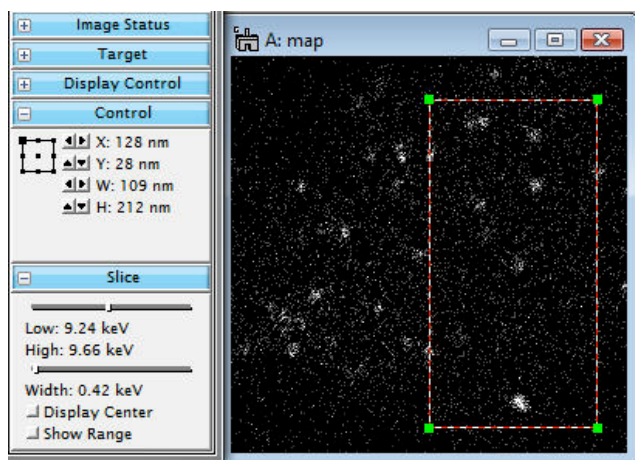 Image Status
Target
Display Control
Control
X: 128 nm
Y: 28 nm
W: 109 nm
H: 212 nm
Slice
Low: 9.24 keV
High: 9.66 keV
Width: 0.42 keV
Display Center
Show Range
A: map